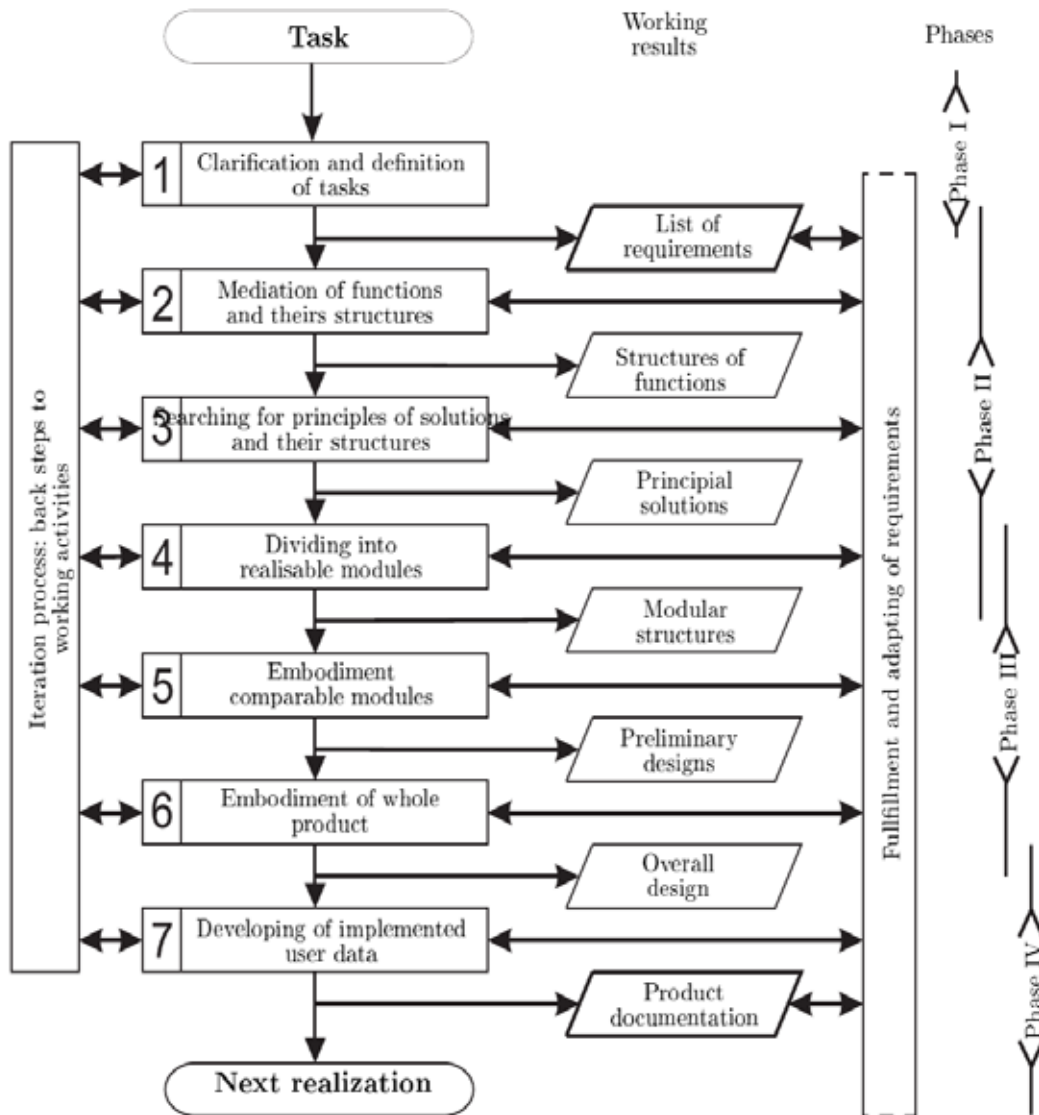 Task
Working
results
Phases
1
Clarification and definition
of tasks
List of
requirements
2
Mediation of functions
and theirs structures
Structures of
functions
3
Searching for principles of solutions
and their structures
Principial
solutions
4
Dividing into
realisable modules
Modular
structures
5
Embodiment
comparable modules
Preliminary
designs
6
Embodiment of whole
product
Overall
design
7
Developing of implemented
user data
Product
documentation
Next realization
Iteration process: back steps to
working activities
Fullfillment and adapting of requirements
Phase I
Phase II
Phase III
Phase IV